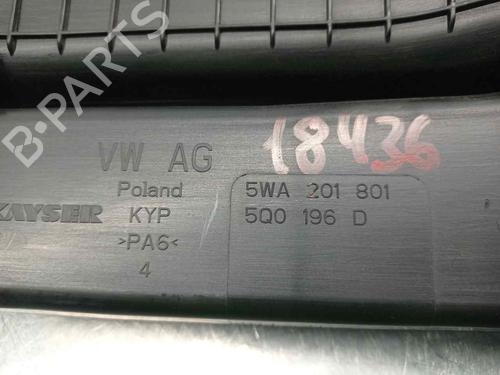 B-Parts
18436
VW AG
Poland
KAYSER KYP
>PA6<
4
5WA 201 801
5Q0 196 D